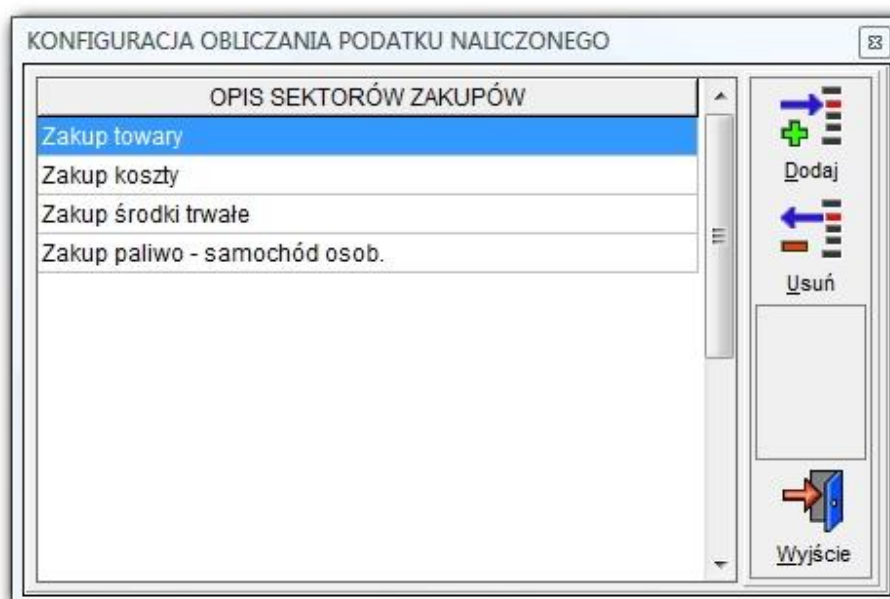 KONFIGURACJA OBLICZANIA PODATKU NALICZONEGO
OPIS SEKTORÓW ZAKUPÓW
Zakup towary
Zakup koszty
Zakup środki trwałe
Zakup paliwo - samochód osob.
Dodaj
Usuń
Wyjście